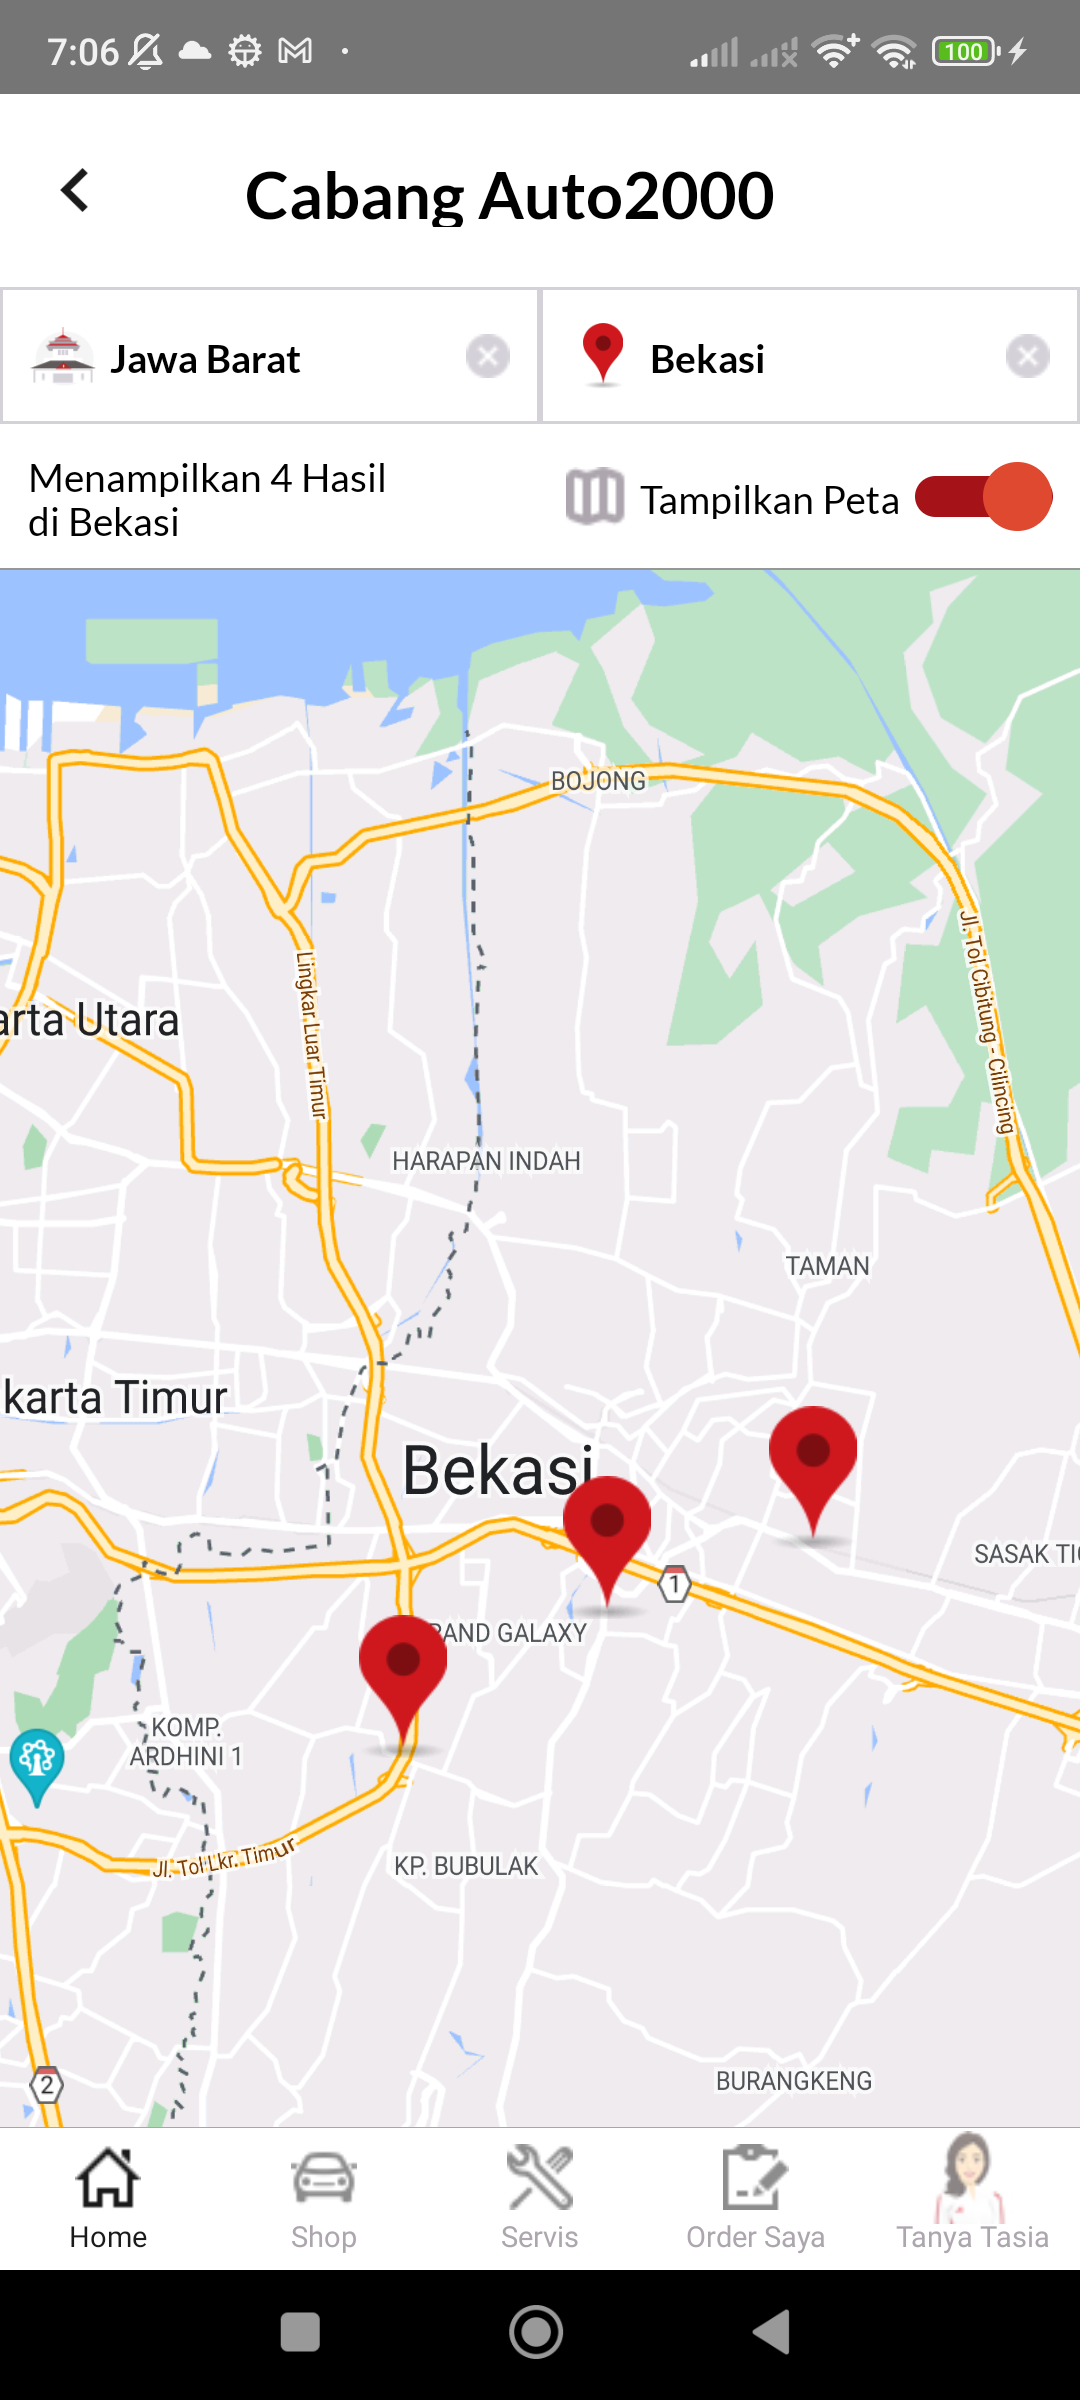 7:06
100
Cabang Auto2000
Jawa Barat
Bekasi
Menampilkan 4 Hasil
di Bekasi
Tampilkan Peta
BOJONG
Jl. Tol Cibitung - Cilincing
Lingkar Luar Timur
arta Utara
HARAPAN INDAH
TAMAN
karta Timur
Bekasi
SASAK TI
1
RAND GALAXY
KOMP.
ARDHINI 1
Jl. Tol Lkr. Timur
KP. BUBULAK
2
BURANGKENG
Home
Shop
Servis
Order Saya
Tanya Tasia